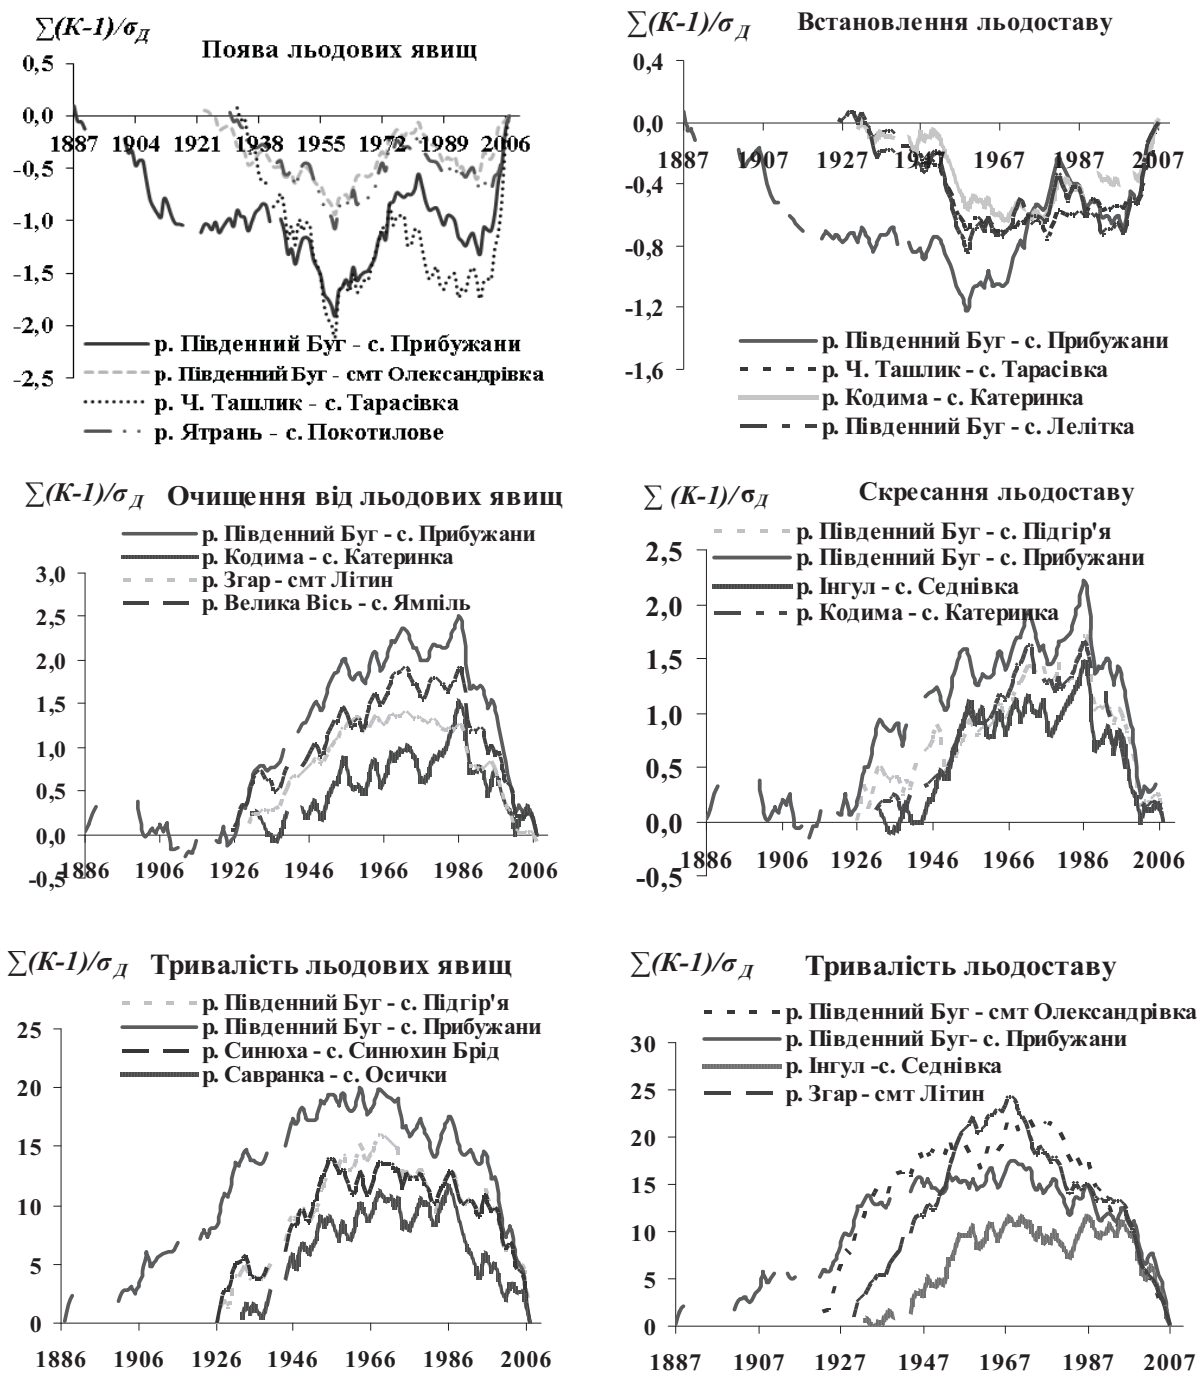 ∑(К-1)/σД
Поява льодових явищ
0,5
0,0
1887 1904 1921 1938 1955 1972 1989 2006
-0,5
-1,0
-1,5
-2,0
-2,5
р. Південний Буг - с. Прибужани
р. Південний Буг - смт Олександрівка
р. Ч. Ташлик - с. Тарасівка
р. Ятрань - с. Покотилове
∑(К-1)/σД
Встановлення льодоставу
0,4
0,0
1887 1907 1927 1947 1967 1987 2007
-0,4
-0,8
-1,2
-1,6
р. Південний Буг - с. Прибужани
р. Ч. Ташлик - с. Тарасівка
р. Кодима - с. Катеринка
р. Південний Буг - с. Лелітка
∑(К-1)/σД
Очищення від льодових явищ
р. Південний Буг - с. Прибужани
р. Кодима - с. Катеринка
р. Згар - смт Літин
р. Велика Вісь - с. Ямпіль
3,0
2,5
2,0
1,5
1,0
0,5
0,0
-0,5
1886 1906 1926 1946 1966 1986 2006
∑ (К-1)/σД
Скресання льодоставу
р. Південний Буг - с. Підгір'я
р. Південний Буг - с. Прибужани
р. Інгул - с. Седнівка
р. Кодима - с. Катеринка
2,5
2,0
1,5
1,0
0,5
0,0
-0,5
1886 1906 1926 1946 1966 1986 2006
∑(К-1)/σД
Тривалість льодових явищ
р. Південний Буг - с. Підгір'я
р. Південний Буг - с. Прибужани
р. Синюха - с. Синюхин Брід
р. Савранка - с. Осички
25
20
15
10
5
0
1886 1906 1926 1946 1966 1986 2006
∑(К-1)/σД
Тривалість льодоставу
р. Південний Буг - смт Олександрівка
р. Південний Буг- с. Прибужани
р. Інгул -с. Седнівка
р. Згар - смт Літин
30
25
20
15
10
5
0
1887 1907 1927 1947 1967 1987 2007